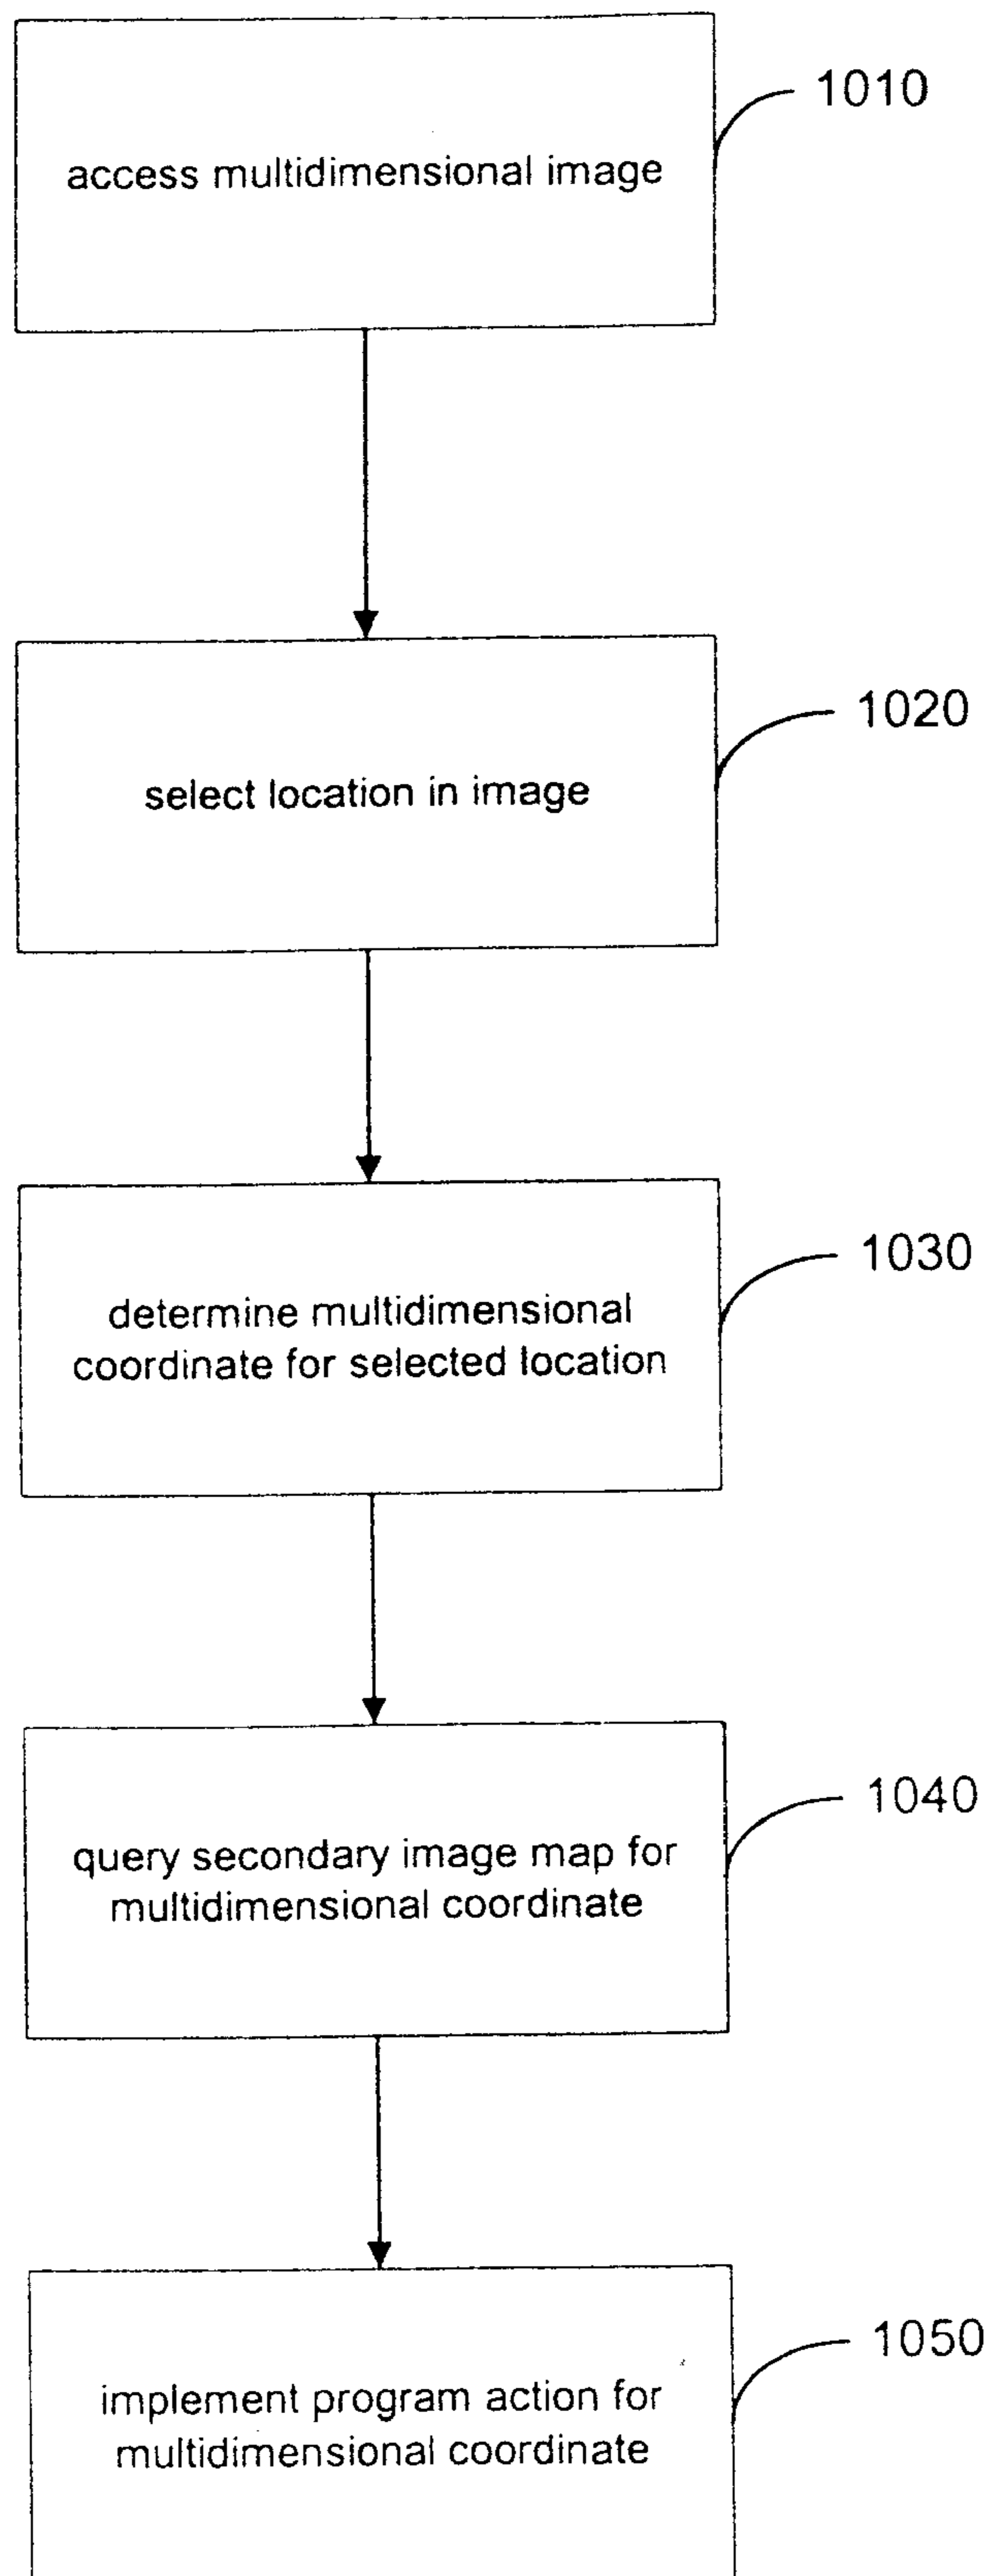 access multidimensional image
1010
select location in image
1020
determine multidimensional
coordinate for selected location
1030
query secondary image map for
multidimensional coordinate
1040
implement program action for
multidimensional coordinate
1050